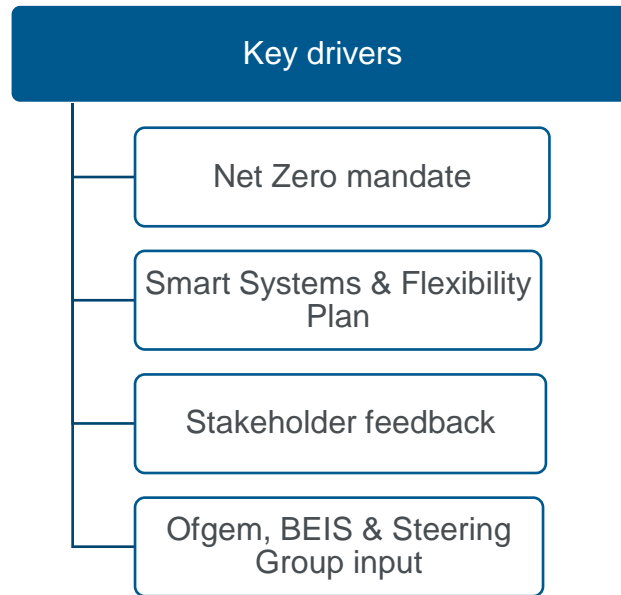 Key drivers
Net Zero mandate
Smart Systems & Flexibility
Plan
Stakeholder feedback
Ofgem, BEIS & Steering
Group input